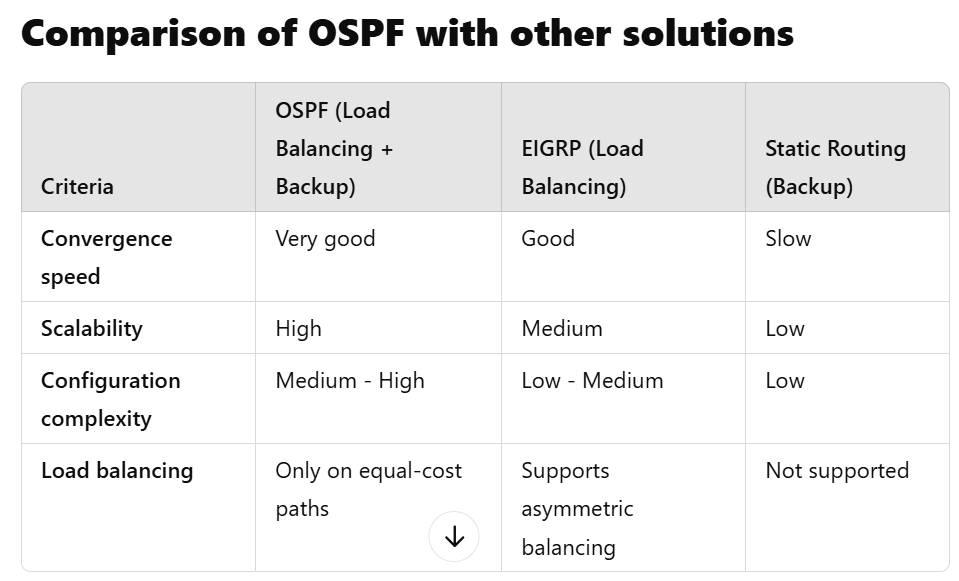 Comparison of OSPF with other solutions
Criteria
OSPF (Load
Balancing +
Backup)
EIGRP (Load
Balancing)
Static Routing
(Backup)
Convergence
speed
Very good
Good
Slow
Scalability
High
Medium
Low
Configuration
complexity
Medium - High
Low - Medium
Low
Load balancing
Only on equal-cost
paths
Supports
asymmetric
balancing
Not supported